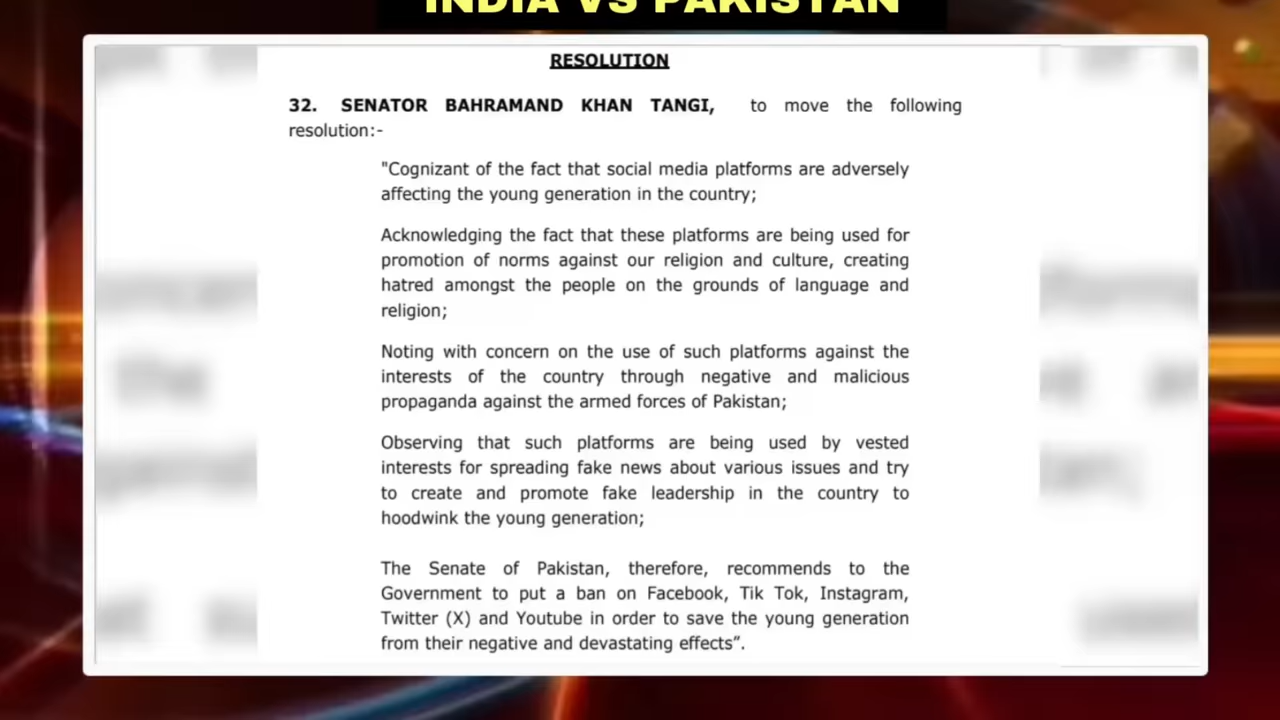 INDIA VS PAKISTAN
RESOLUTION
32. SENATOR BAHRAMAND KHAN TANGI, to move the following
resolution:-
"Cognizant of the fact that social media platforms are adversely
affecting the young generation in the country;
Acknowledging the fact that these platforms are being used for
promotion of norms against our religion and culture, creating
hatred amongst the people on the grounds of language and
religion;
Noting with concern on the use of such platforms against the
interests of the country through negative and malicious
propaganda against the armed forces of Pakistan;
Observing that such platforms are being used by vested
interests for spreading fake news about various issues and try
to create and promote fake leadership in the country to
hoodwink the young generation;
The Senate of Pakistan, therefore, recommends to the
Government to put a ban on Facebook, Tik Tok, Instagram,
Twitter (X) and Youtube in order to save the young generation
from their negative and devastating effects”.